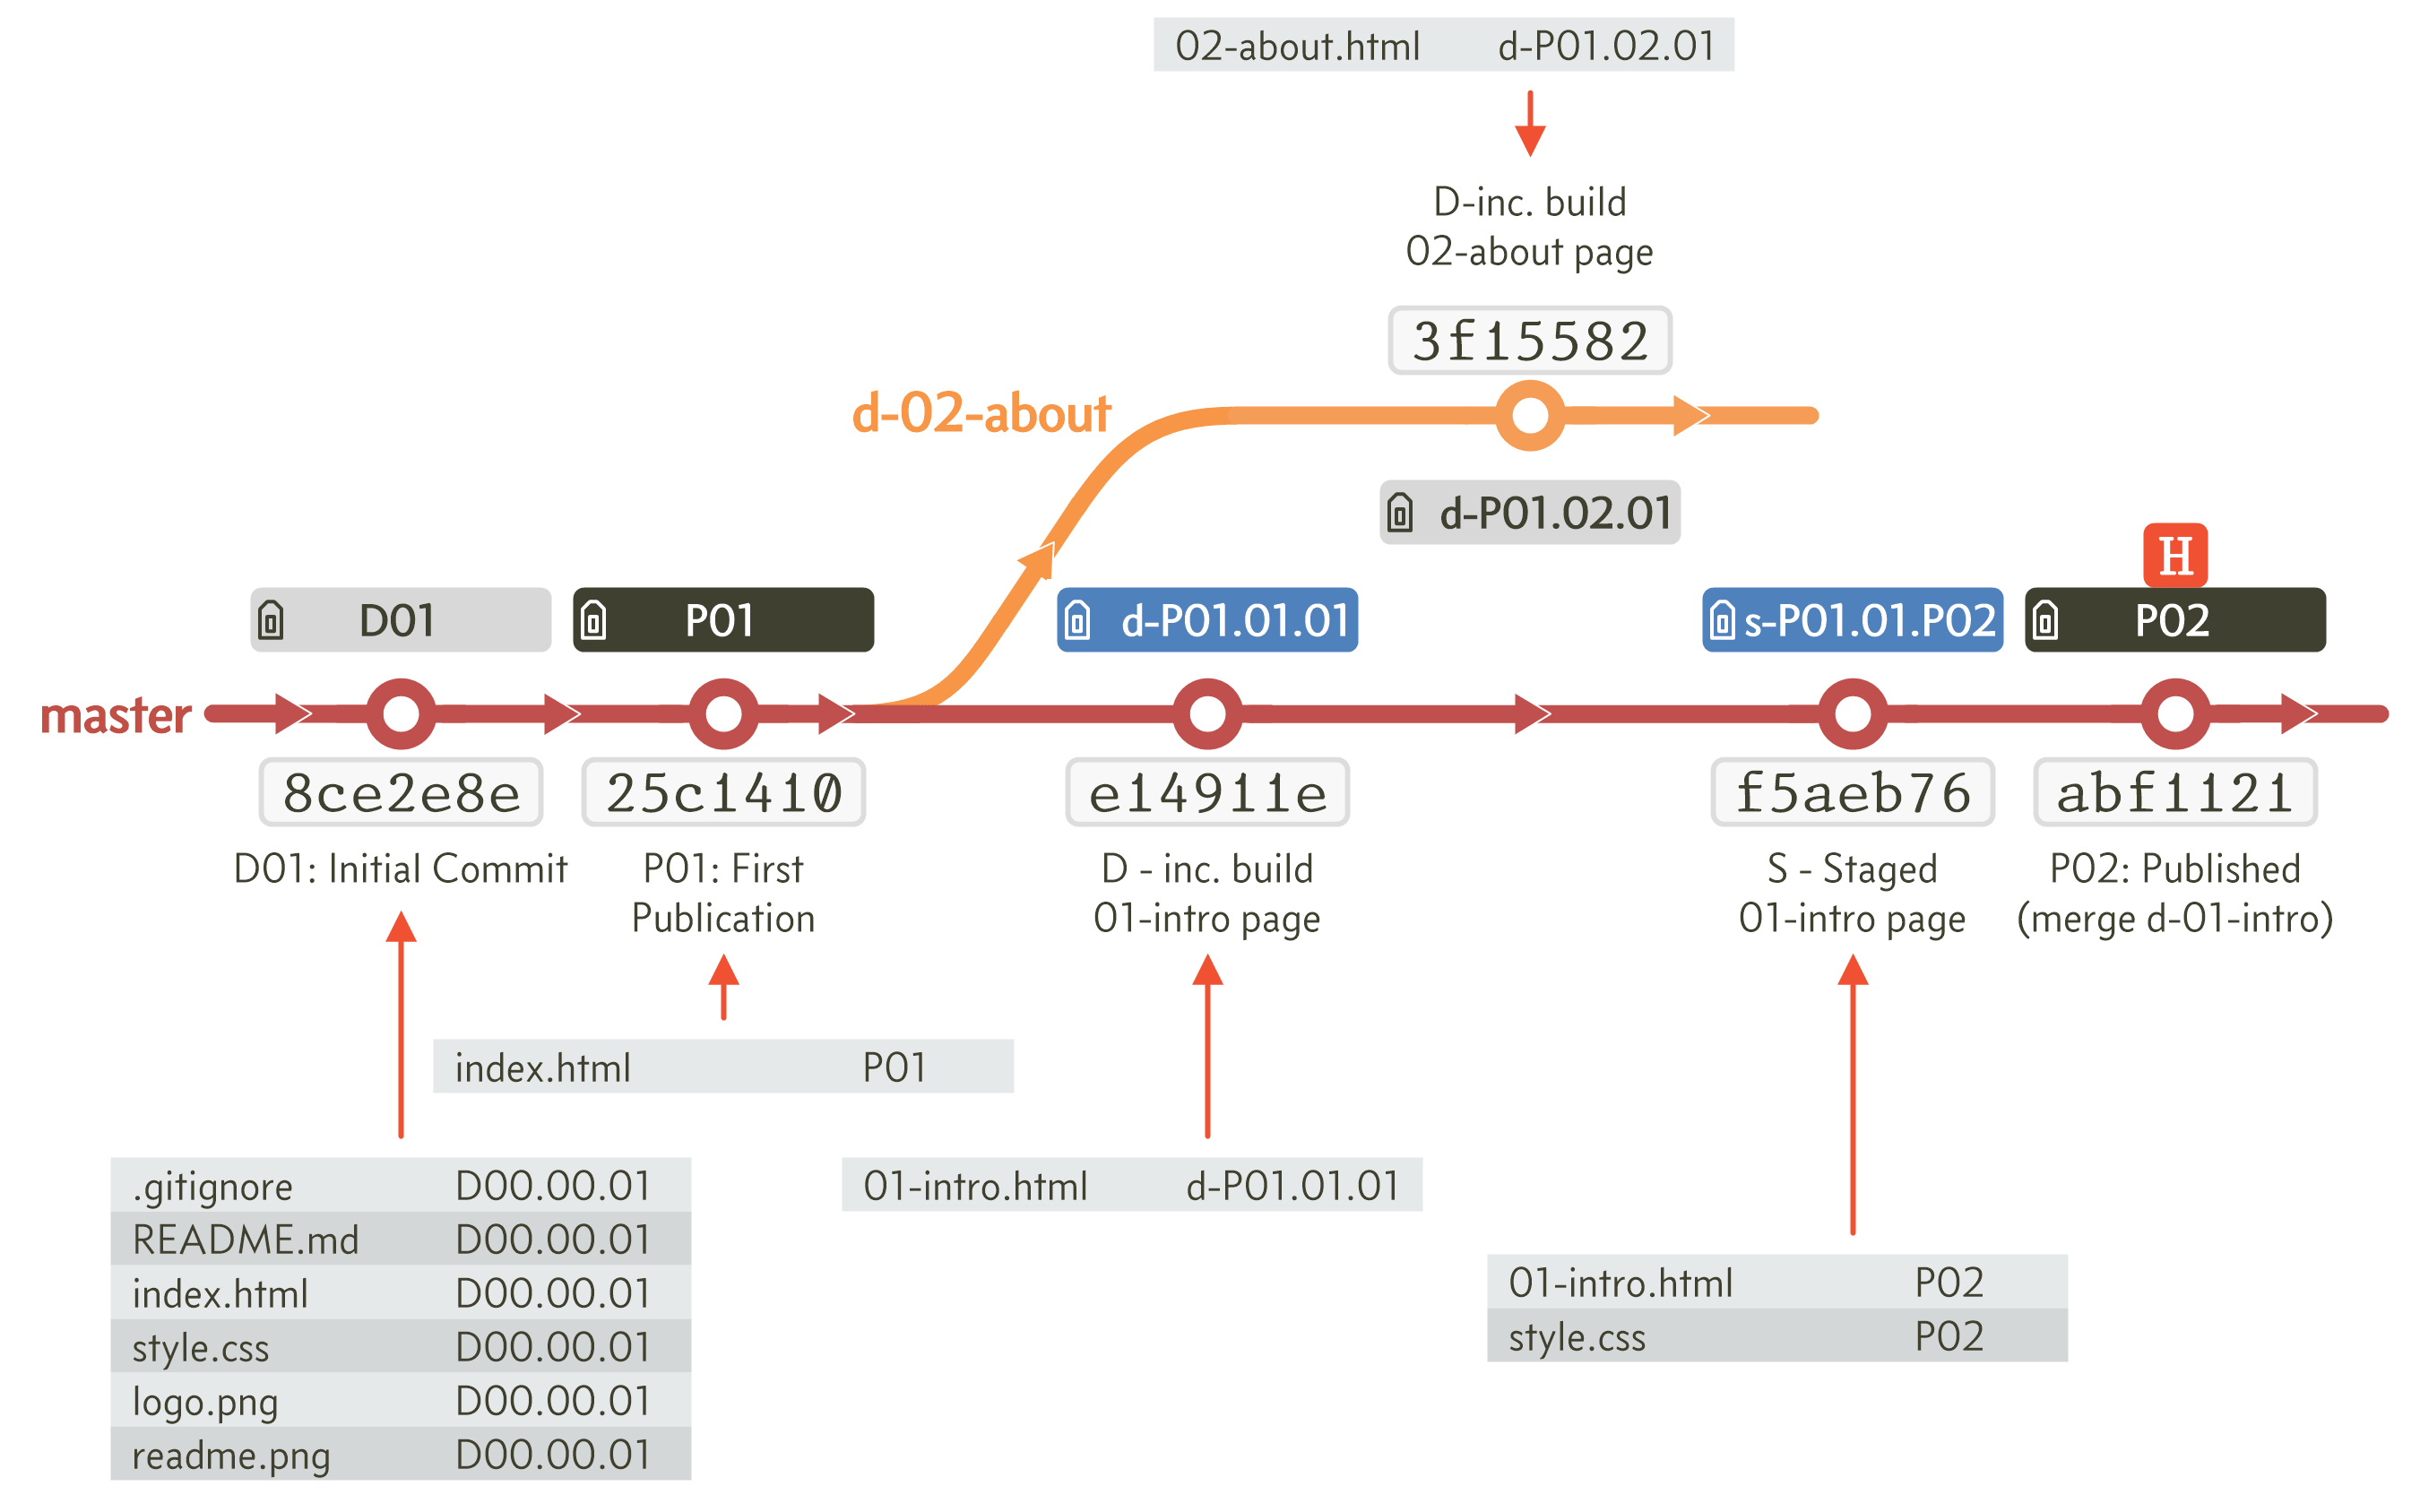 02-about.html d-P01.02.01
D-inc. build
02-about page
3f15582
d-02-about
d-P01.02.01
H
D01 P01 d-P01.01.01 s-P01.01.P02 P02
master
8ce2e8e 25c1410 e14911e f5aeb76 abf1121
D01: Initial Commit
P01: First
Publication
D - inc. build
01-intro page
S - Staged
01-intro page
P02: Published
(merge d-01-intro)
index.html P01
.gitignore D00.00.01
README.md D00.00.01
index.html D00.00.01
style.css D00.00.01
logo.png D00.00.01
readme.png D00.00.01
01-intro.html d-P01.01.01
01-intro.html P02
style.css P02